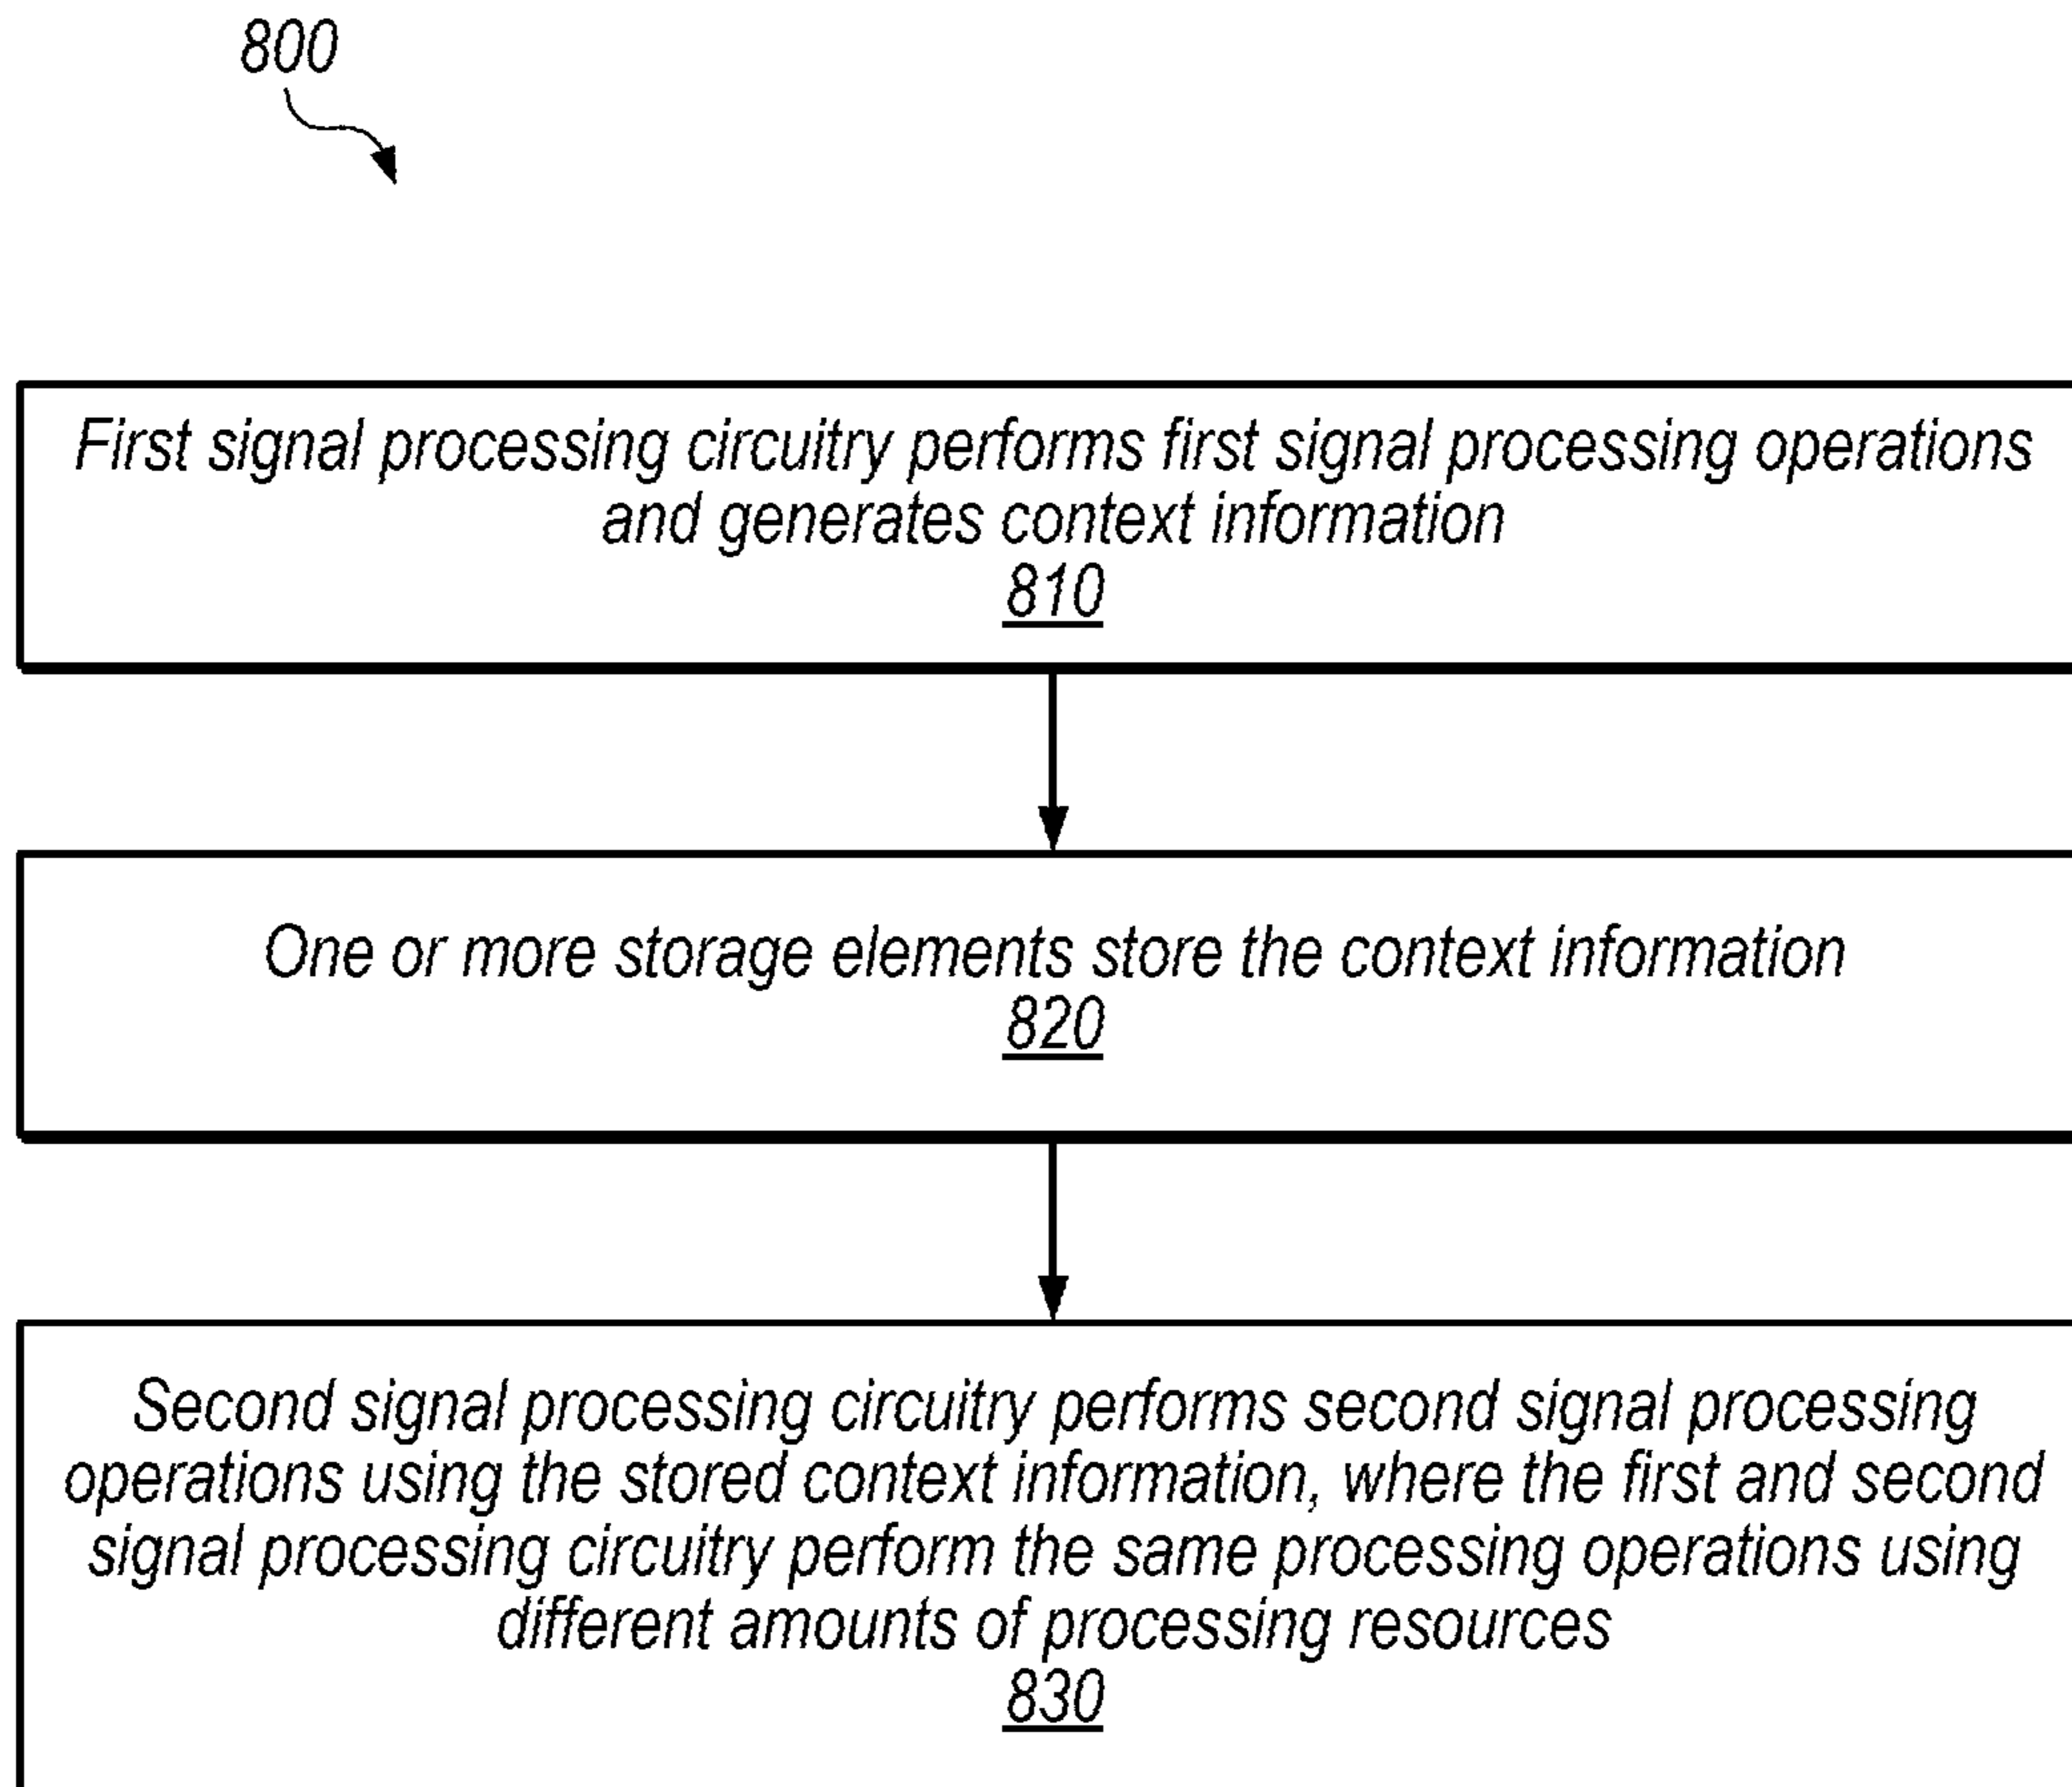 800
First signal processing circuitry performs first signal processing operations
and generates context information
810
One or more storage elements store the context information
820
Second signal processing circuitry performs second signal processing
operations using the stored context information, where the first and second
signal processing circuitry perform the same processing operations using
different amounts of processing resources
830